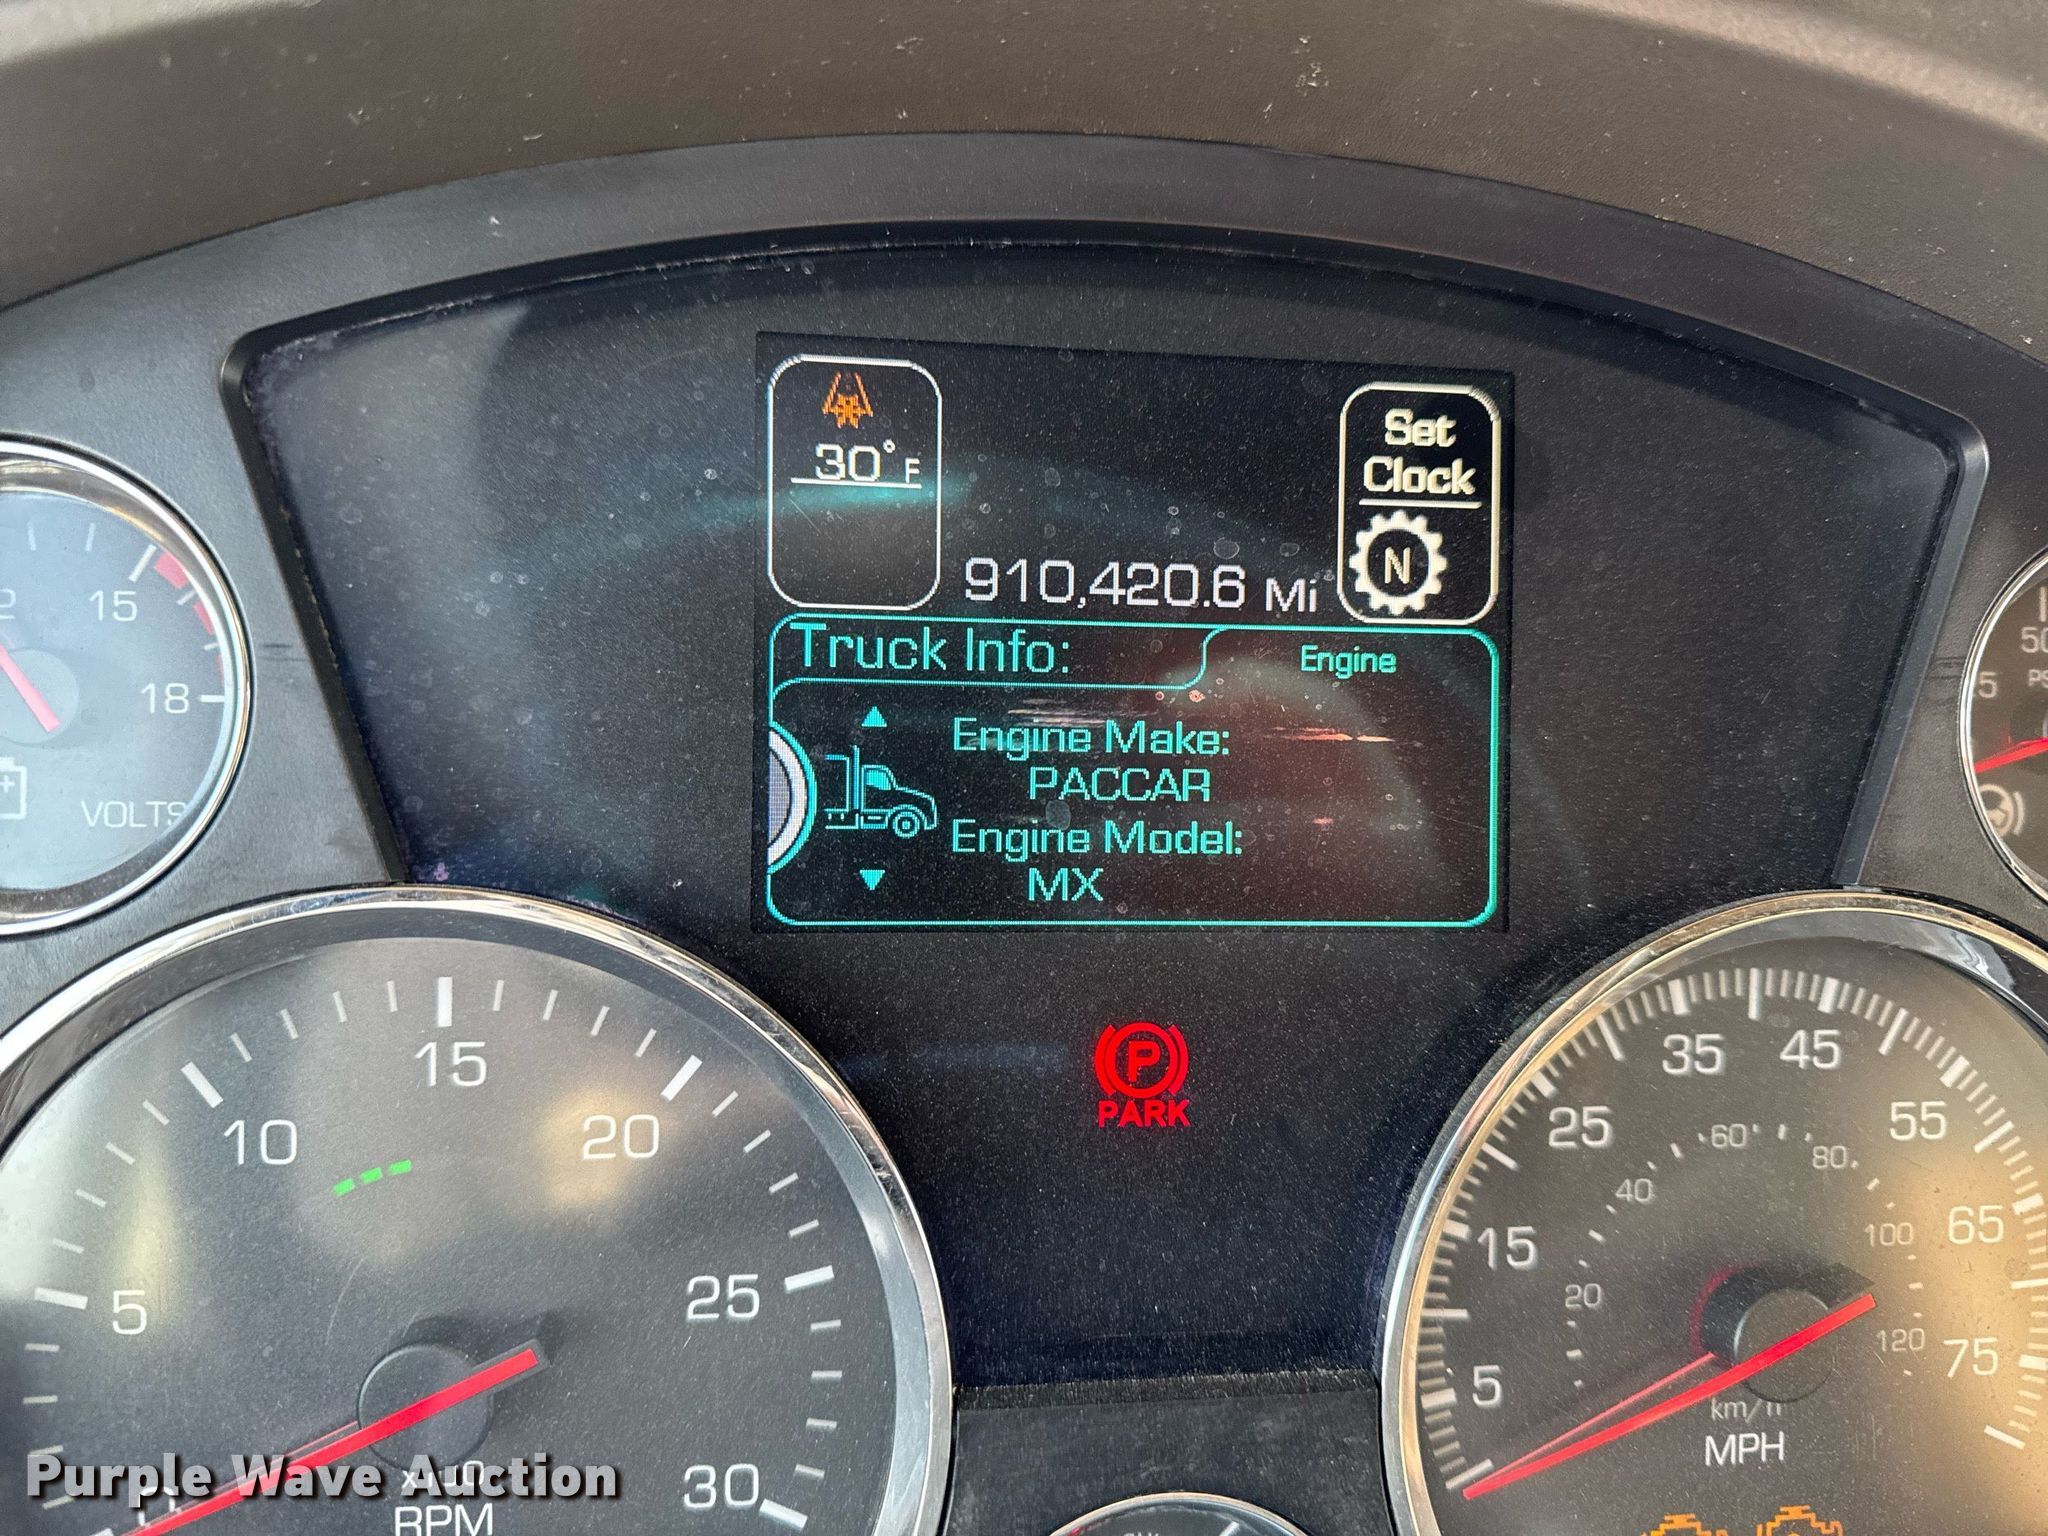 30° F
Set
Clock
N
910,420.6 Mi
Truck Info:
Engine
Engine Make:
PACCAR
Engine Model:
MX
15
18
VOLTS
P
PARK
5
10
15
20
25
30
RPM
5
15
25
35
45
55
65
75
20
40
60
80
100
120
km/h
MPH
Purple Wave Auction